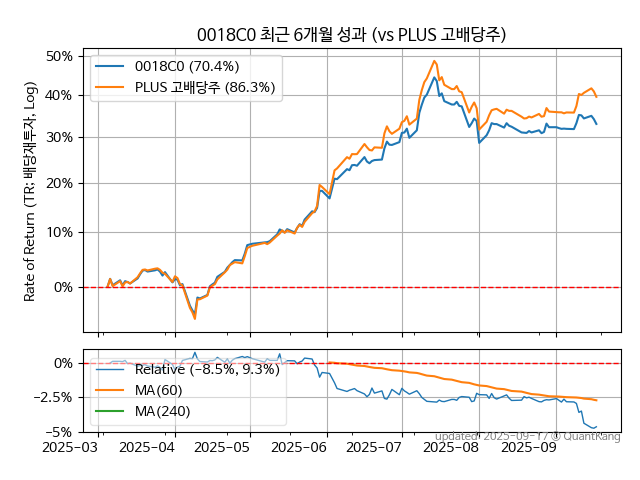 0018C0 최근 6개월 성과 (vs PLUS 고배당주)
50%
40%
30%
20%
10%
0%
Rate of Return (TR; 배당재투자, Log)
0018C0 (70.4%)
PLUS 고배당주 (86.3%)
0%
−2.5%
−5%
Relative (−8.5%, 9.3%)
MA(60)
MA(240)
2025−03
2025−04
2025−05
2025−06
2025−07
2025−08
2025−09
updated: 2025-09-17 © QuantKang